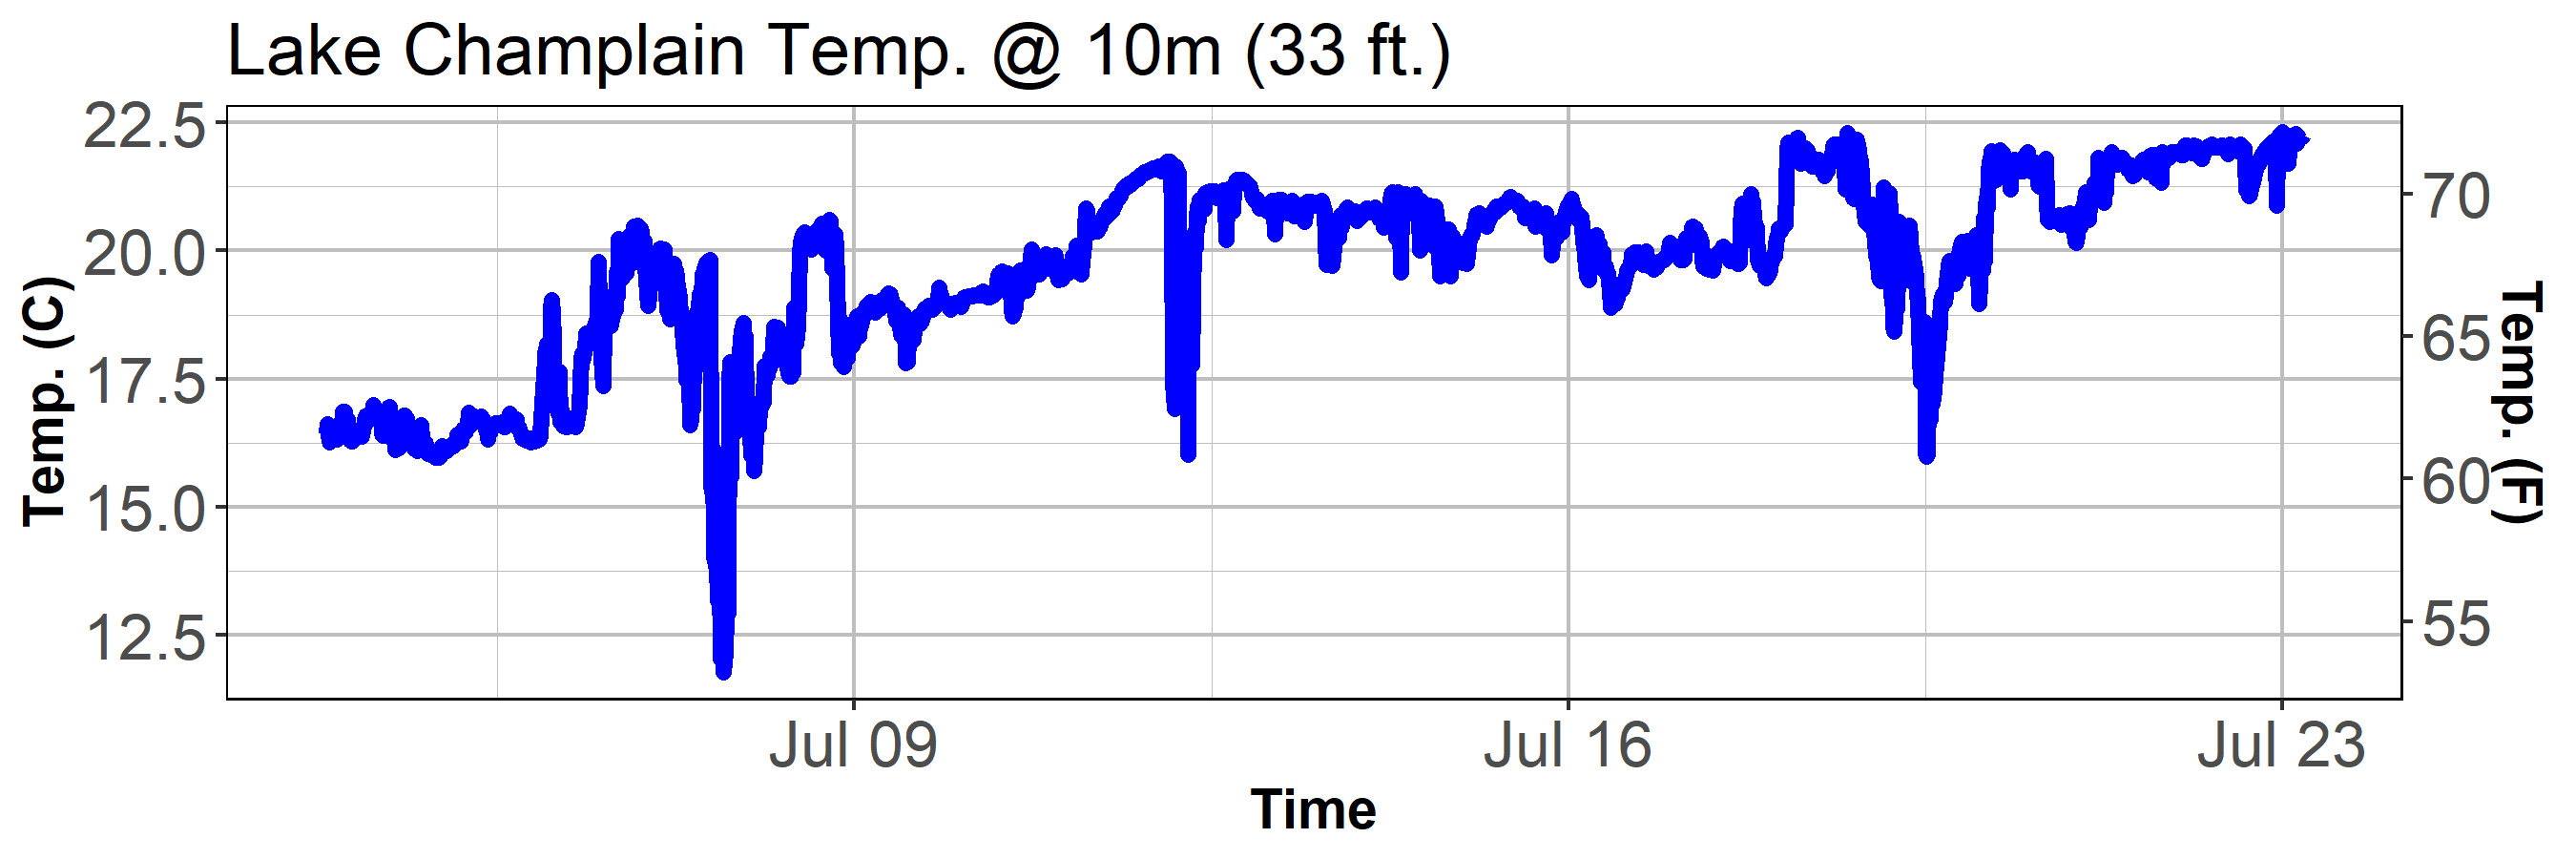 Lake Champlain Temp. @ 10m (33 ft.)
22.5
20.0
17.5
15.0
12.5
Temp. (C)
70
65
60
55
Temp. (F)
Jul 09
Jul 16
Jul 23
Time